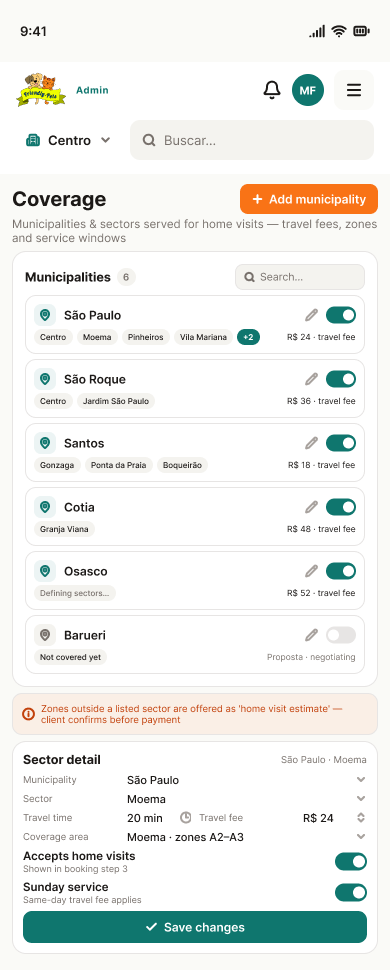 9:41
Friendly-Pets
Admin
MF
Centro
Buscar...
Coverage
+ Add municipality
Municipalities & sectors served for home visits — travel fees, zones
and service windows
Municipalities 6
Search...
São Paulo
Centro Moema Pinheiros Vila Mariana +2 R$ 24 · travel fee
São Roque
Centro Jardim São Paulo R$ 36 · travel fee
Santos
Gonzaga Ponta da Praia Boqueirão R$ 18 · travel fee
Cotia
Granja Viana R$ 48 · travel fee
Osasco
Defining sectors... R$ 52 · travel fee
Barueri
Not covered yet Proposta · negotiating
Zones outside a listed sector are offered as 'home visit estimate' —
client confirms before payment
Sector detail São Paulo · Moema
Municipality São Paulo
Sector Moema
Travel time 20 min Travel fee R$ 24
Coverage area Moema · zones A2–A3
Accepts home visits
Shown in booking step 3
Sunday service
Same-day travel fee applies
Save changes